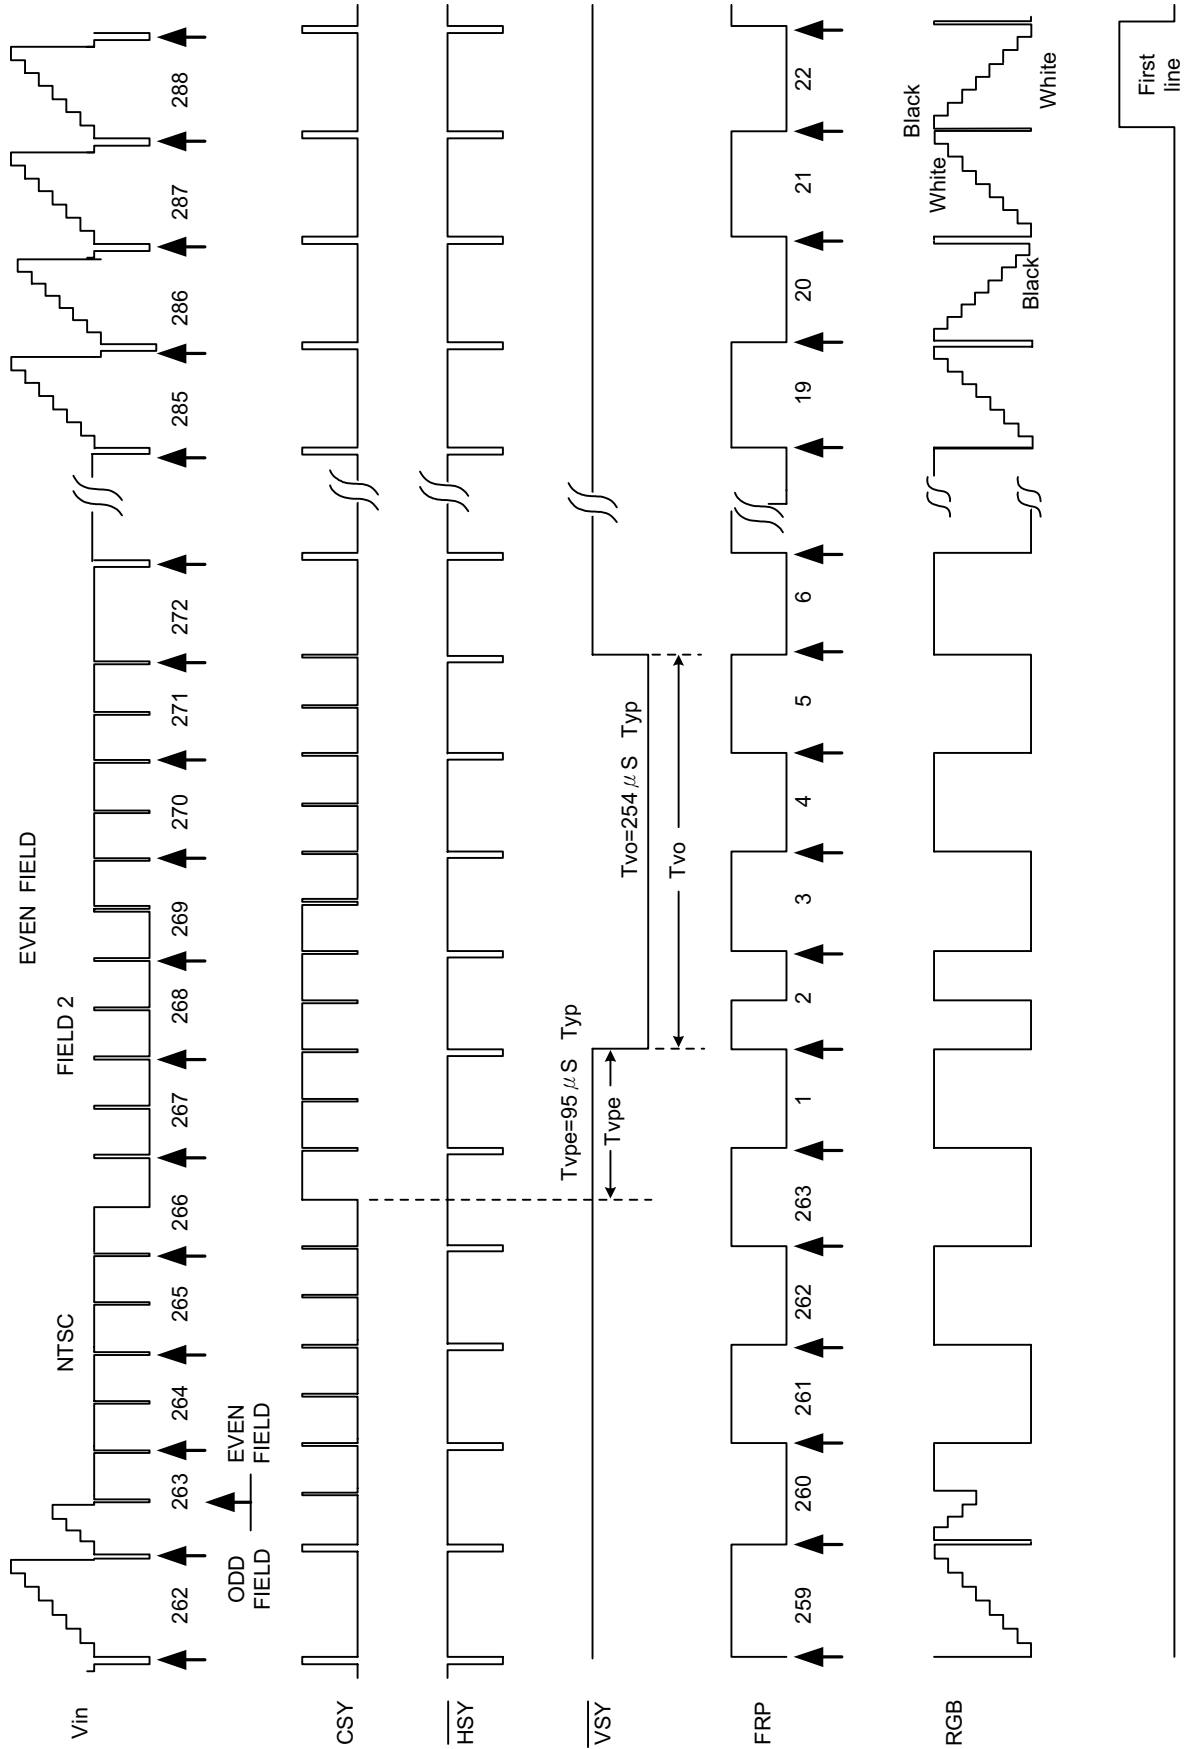 EVEN FIELD
NTSC
FIELD 2
Vin
262
263
264
265
266
267
268
269
270
271
272
285
286
287
288
ODD
FIELD
EVEN
FIELD
CSY
HSY
VSY
Tvpe=95 μS Typ
Tvpe
Tvo=254 μS Typ
Tvo
FRP
259
260
261
262
263
1
2
3
4
5
6
19
20
21
22
RGB
White
Black
Black
White
First
line